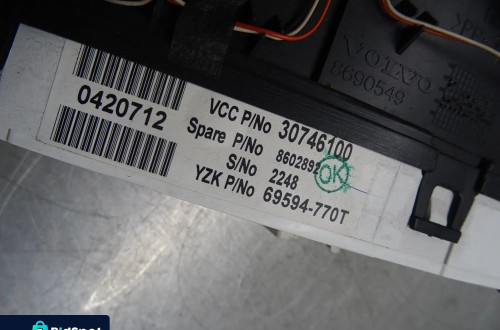 VOLVO
8690549
0420712
VCC P/No 30746100
Spare P/No 8602892
S/No 2248
YZK P/No 69594-770T
OK